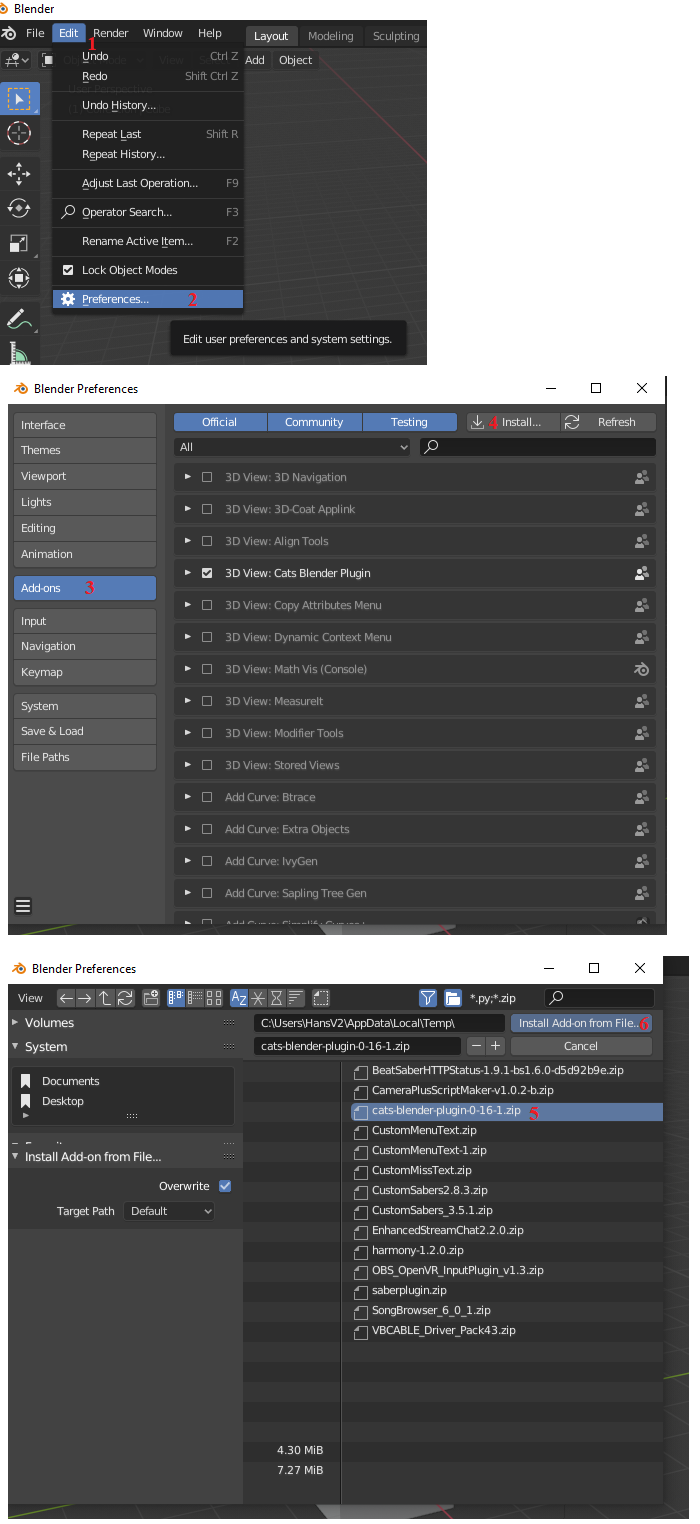 Blender
File Edit Render Window Help Layout Modeling Sculpting
1
Undo Ctrl Z Add Object
Redo Shift Ctrl Z
User Perspective
Undo History...
Repeat Last Shift R
Repeat History...
Adjust Last Operation... F9
Operator Search... F3
Rename Active Item... F2
Lock Object Modes
Preferences... 2
Edit user preferences and system settings.
Blender Preferences
Interface Official Community Testing 4 Install... Refresh
Themes All
Viewport 3D View: 3D Navigation
Lights 3D View: 3D-Coat Applink
Editing 3D View: Align Tools
Animation
Add-ons 3 3D View: Cats Blender Plugin
Input 3D View: Copy Attributes Menu
Navigation 3D View: Dynamic Context Menu
Keymap 3D View: Math Vis (Console)
System 3D View: MeasureIt
Save & Load 3D View: Modifier Tools
File Paths 3D View: Stored Views
Add Curve: Btrace
Add Curve: Extra Objects
Add Curve: IvyGen
Add Curve: Sapling Tree Gen
Add Curve: Simplify Curves+
Blender Preferences
View *.py;*.zip
Volumes C:\Users\HansV2\AppData\Local\Temp\ Install Add-on from File... 6
System cats-blender-plugin-0-16-1.zip Cancel
Documents
Desktop
Install Add-on from File...
Overwrite
Target Path Default
BeatSaberHTTPStatus-1.9.1-bs1.6.0-d5d92b9e.zip
CameraPlusScriptMaker-v1.0.2-b.zip
cats-blender-plugin-0-16-1.zip 5
CustomMenuText.zip
CustomMenuText-1.zip
CustomMissText.zip
CustomSabers2.8.3.zip
CustomSabers_3.5.1.zip
EnhancedStreamChat2.2.0.zip
harmony-1.2.0.zip
OBS_OpenVR_InputPlugin_v1.3.zip
saberplugin.zip
SongBrowser_6_0_1.zip
VBCABLE_Driver_Pack43.zip
4.30 MiB
7.27 MiB